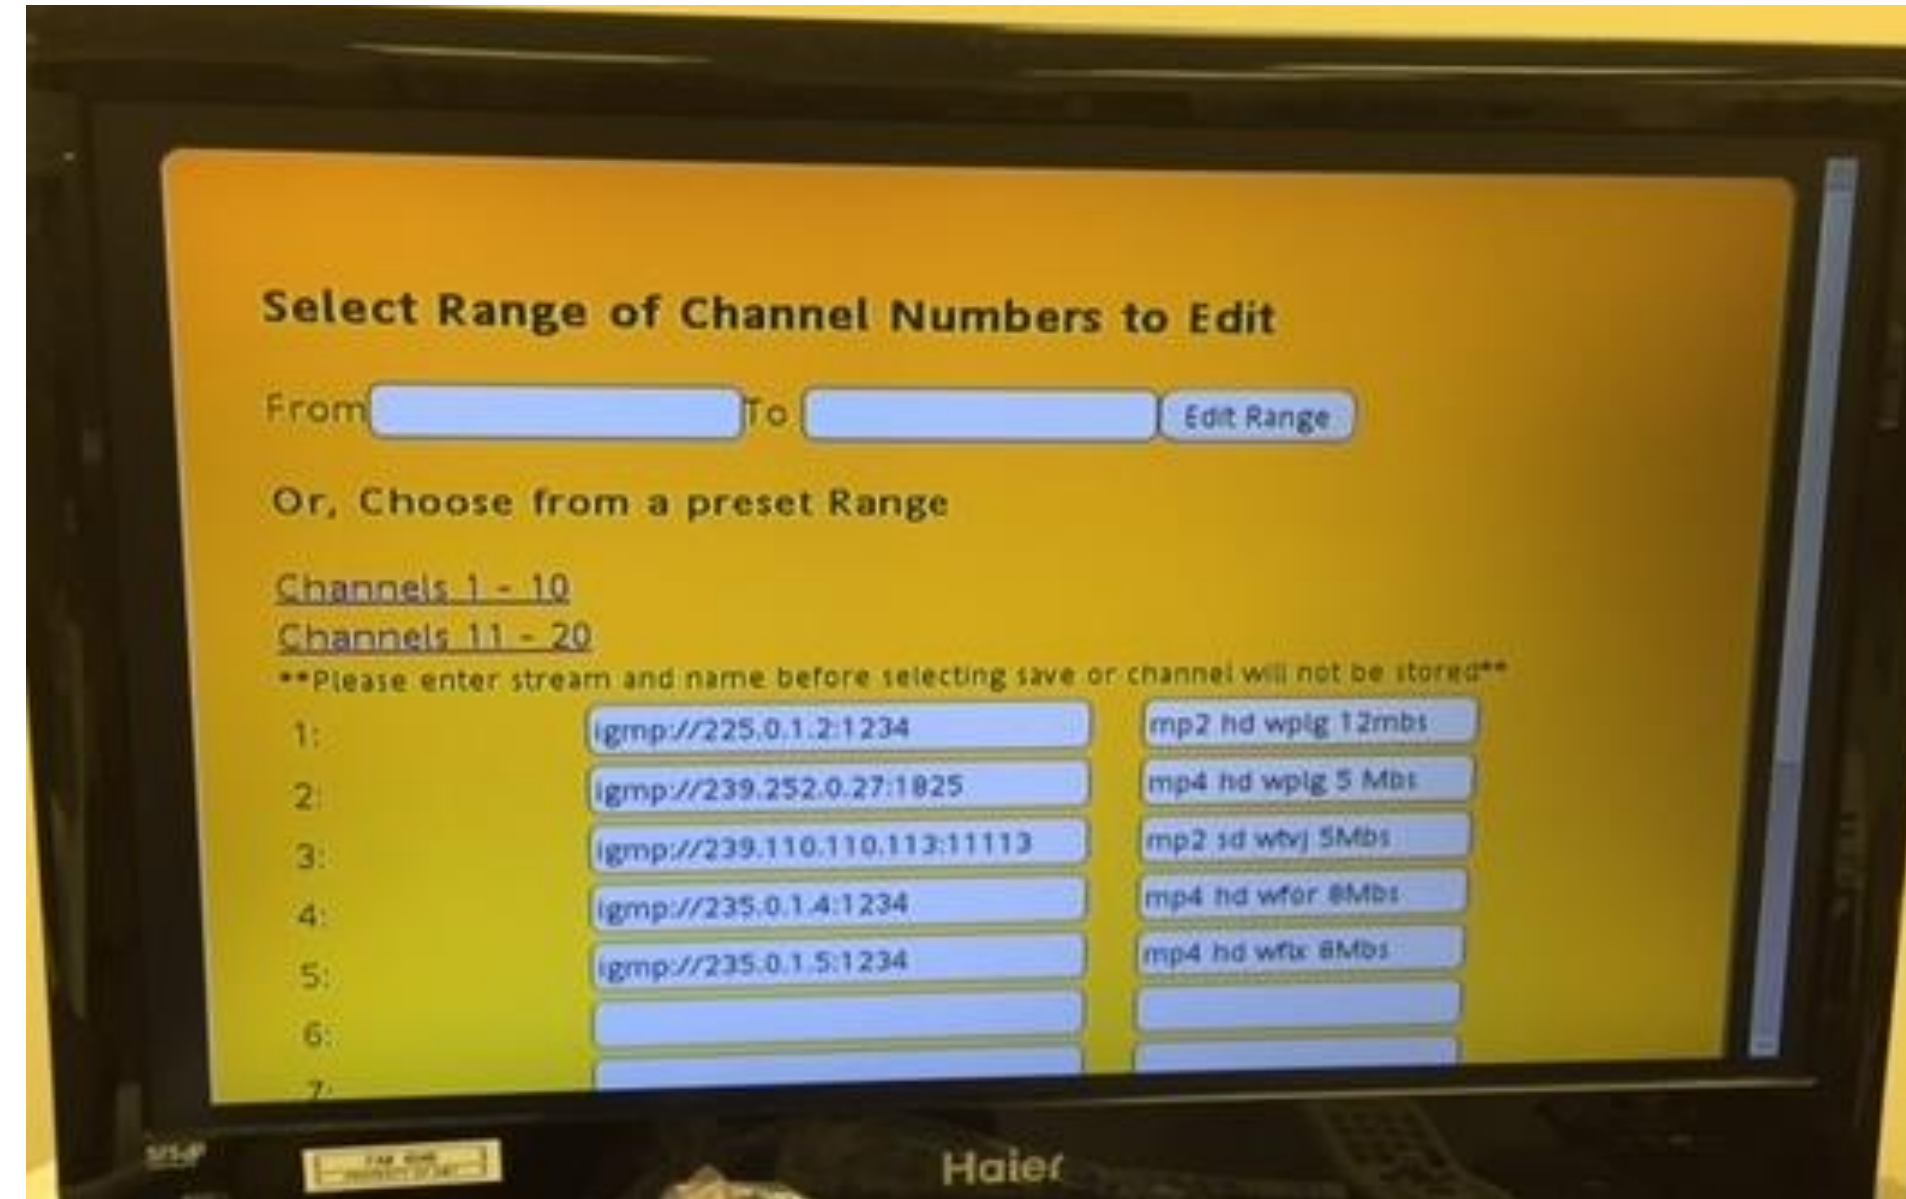 Select Range of Channel Numbers to Edit
From To Edit Range
Or, Choose from a preset Range
Channels 1 - 10
Channels 11 - 20
**Please enter stream and name before selecting save or channel will not be stored**
1: igmp://225.0.1.2:1234 mp2 hd wplg 12mbs
2: igmp://239.252.0.27:1825 mp4 hd wplg 5 Mbs
3: igmp://239.110.110.113:11113 mp2 sd wtvj 5Mbs
4: igmp://235.0.1.4:1234 mp4 hd wfor 8Mbs
5: igmp://235.0.1.5:1234 mp4 hd wflx 8Mbs
6:
7:
Haier